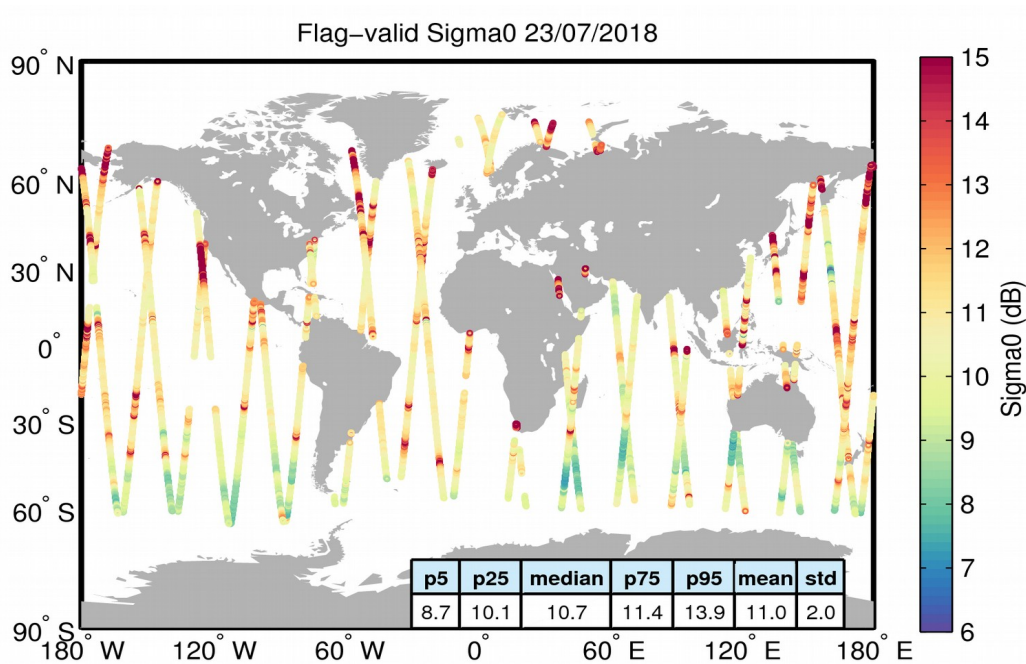 Flag-valid Sigma0 23/07/2018
90° N
60° N
30° N
0°
30° S
60° S
90° S
180° W
120° W
60° W
0°
60° E
120° E
180° E
p5 p25 median p75 p95 mean std
8.7 10.1 10.7 11.4 13.9 11.0 2.0
15
14
13
12
11
10
9
8
7
6
Sigma0 (dB)